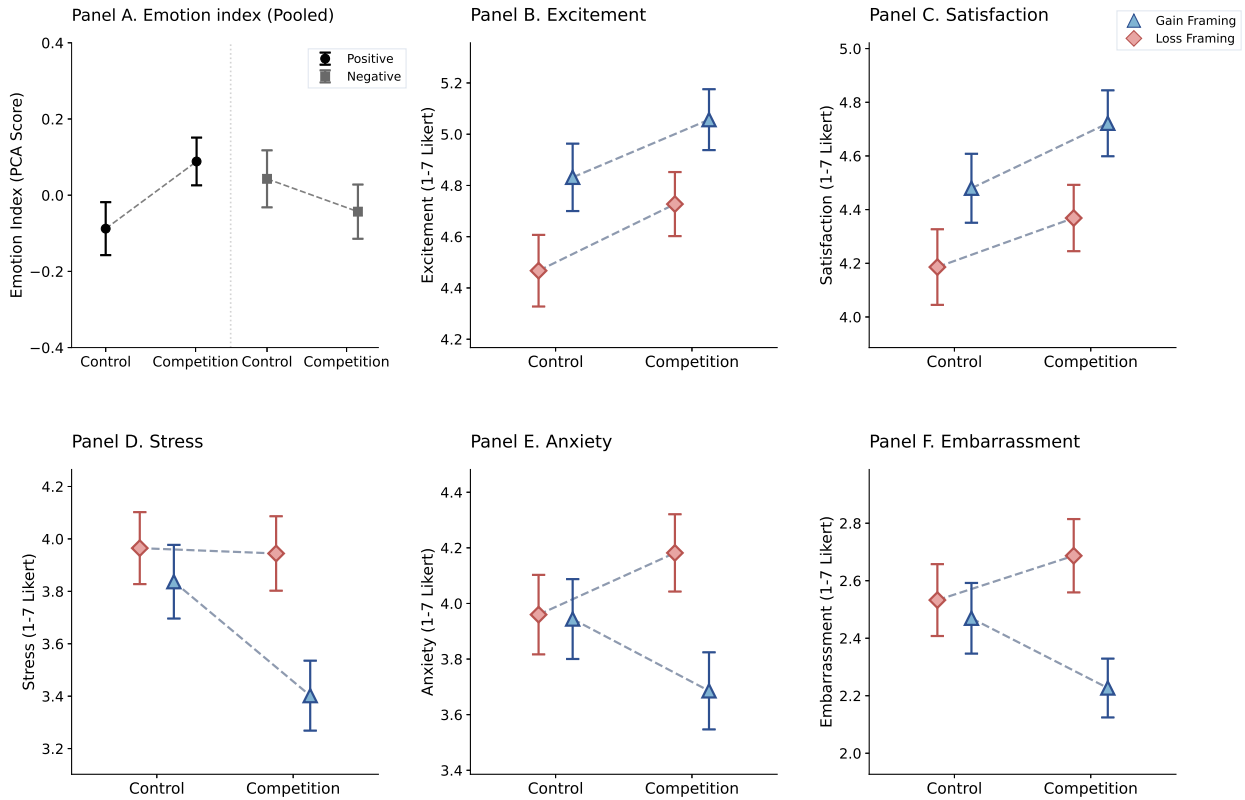 Panel A. Emotion index (Pooled)
Emotion Index (PCA Score)
0.4
0.2
0.0
−0.2
−0.4
Positive
Negative
Control
Competition
Control
Competition
Panel B. Excitement
Excitement (1-7 Likert)
5.2
5.0
4.8
4.6
4.4
4.2
Control
Competition
Panel C. Satisfaction
Satisfaction (1-7 Likert)
5.0
4.8
4.6
4.4
4.2
4.0
Control
Competition
Gain Framing
Loss Framing
Panel D. Stress
Stress (1-7 Likert)
4.2
4.0
3.8
3.6
3.4
3.2
Control
Competition
Panel E. Anxiety
Anxiety (1-7 Likert)
4.4
4.2
4.0
3.8
3.6
3.4
Control
Competition
Panel F. Embarrassment
Embarrassment (1-7 Likert)
2.8
2.6
2.4
2.2
2.0
Control
Competition